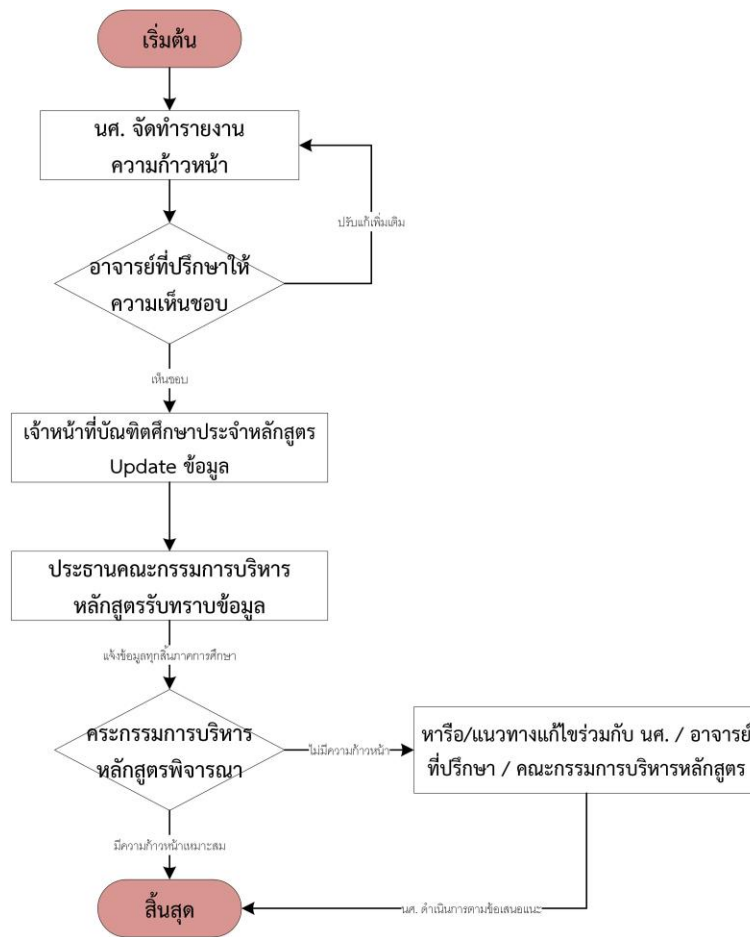 เริ่มต้น
นศ. จัดทำรายงาน
ความก้าวหน้า
ปรับแก้เพิ่มเติม
อาจารย์ที่ปรึกษาให้
ความเห็นชอบ
เห็นชอบ
เจ้าหน้าที่บัณฑิตศึกษาประจำหลักสูตร
Update ข้อมูล
ประธานคณะกรรมการบริหาร
หลักสูตรรับทราบข้อมูล
แจ้งข้อมูลทุกสิ้นภาคการศึกษา
คระกรรมการบริหาร
หลักสูตรพิจารณา
ไม่มีความก้าวหน้า
หารือ/แนวทางแก้ไขร่วมกับ นศ. / อาจารย์
ที่ปรึกษา / คณะกรรมการบริหารหลักสูตร
มีความก้าวหน้าเหมาะสม
สิ้นสุด
นศ. ดำเนินการตามข้อเสนอแนะ